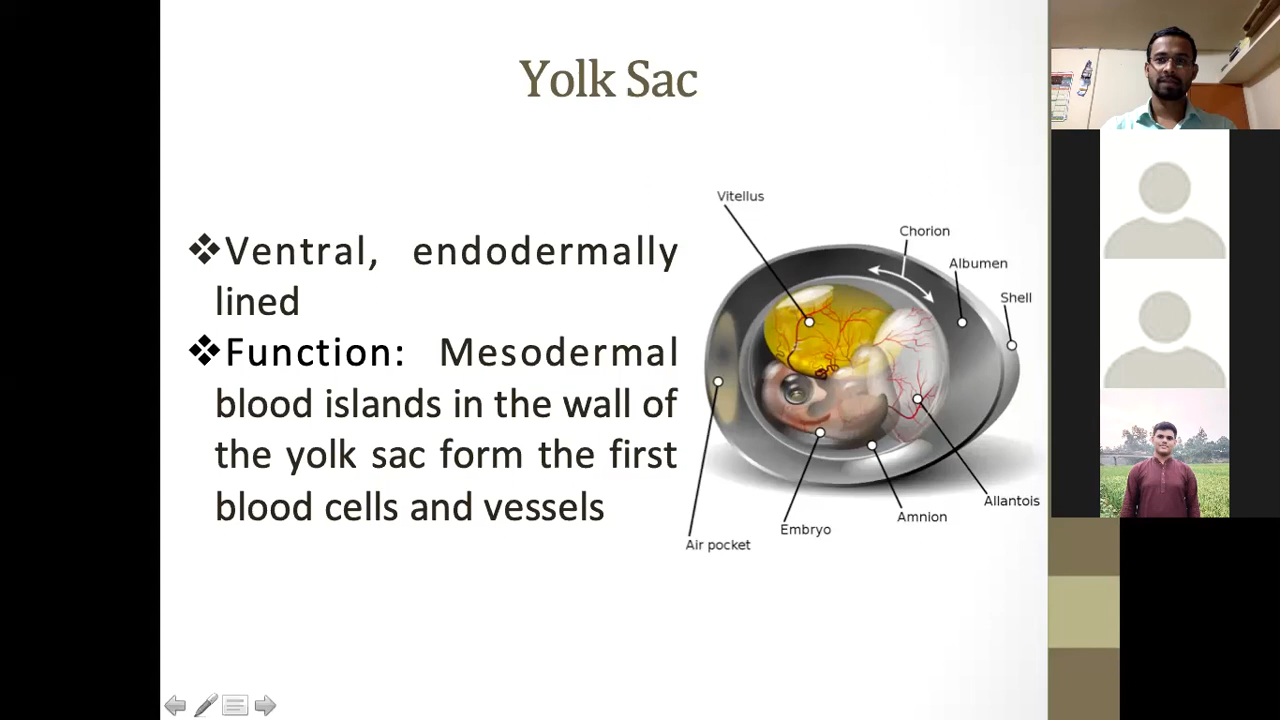 Yolk Sac
❖Ventral, endodermally
lined
❖Function: Mesodermal
blood islands in the wall of
the yolk sac form the first
blood cells and vessels
Vitellus
Chorion
Albumen
Shell
Allantois
Amnion
Embryo
Air pocket